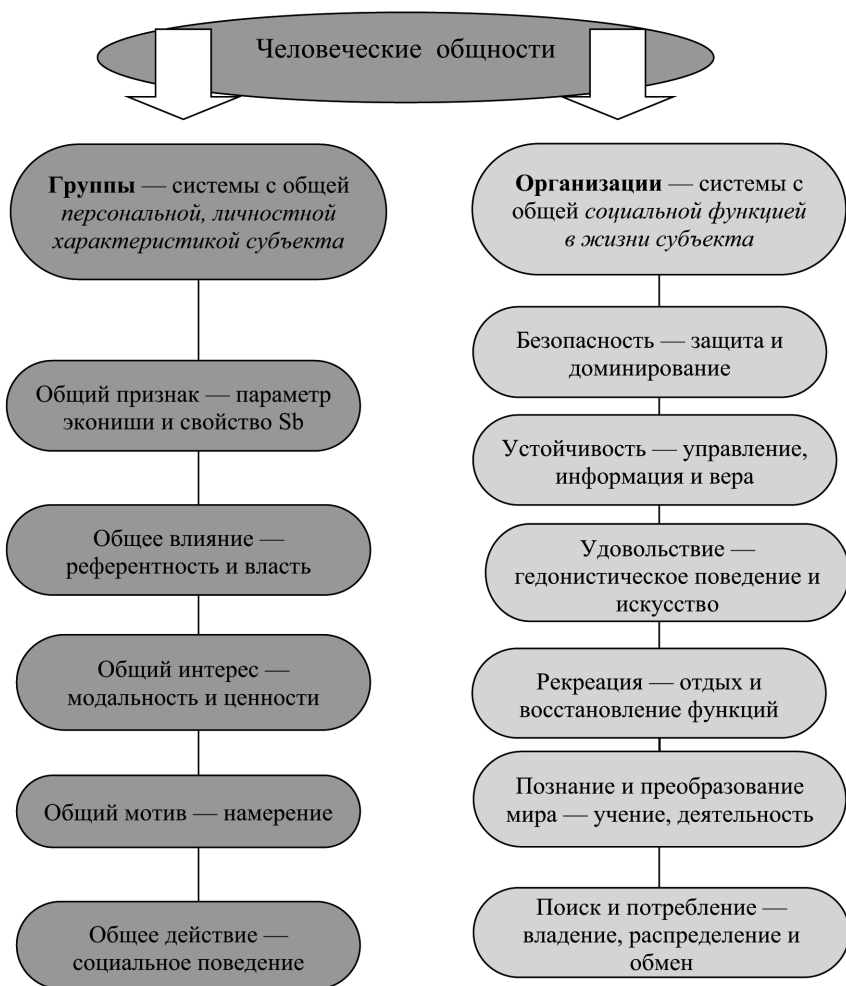 Человеческие общности
Группы — системы с общей
персональной, личностной
характеристикой субъекта
Общий признак — параметр
экониши и свойство Sb
Общее влияние —
референтность и власть
Общий интерес —
модальность и ценности
Общий мотив — намерение
Общее действие —
социальное поведение
Организации — системы с
общей социальной функцией
в жизни субъекта
Безопасность — защита и
доминирование
Устойчивость — управление,
информация и вера
Удовольствие —
гедонистическое поведение и
искусство
Рекреация — отдых и
восстановление функций
Познание и преобразование
мира — учение, деятельность
Поиск и потребление —
владение, распределение и
обмен